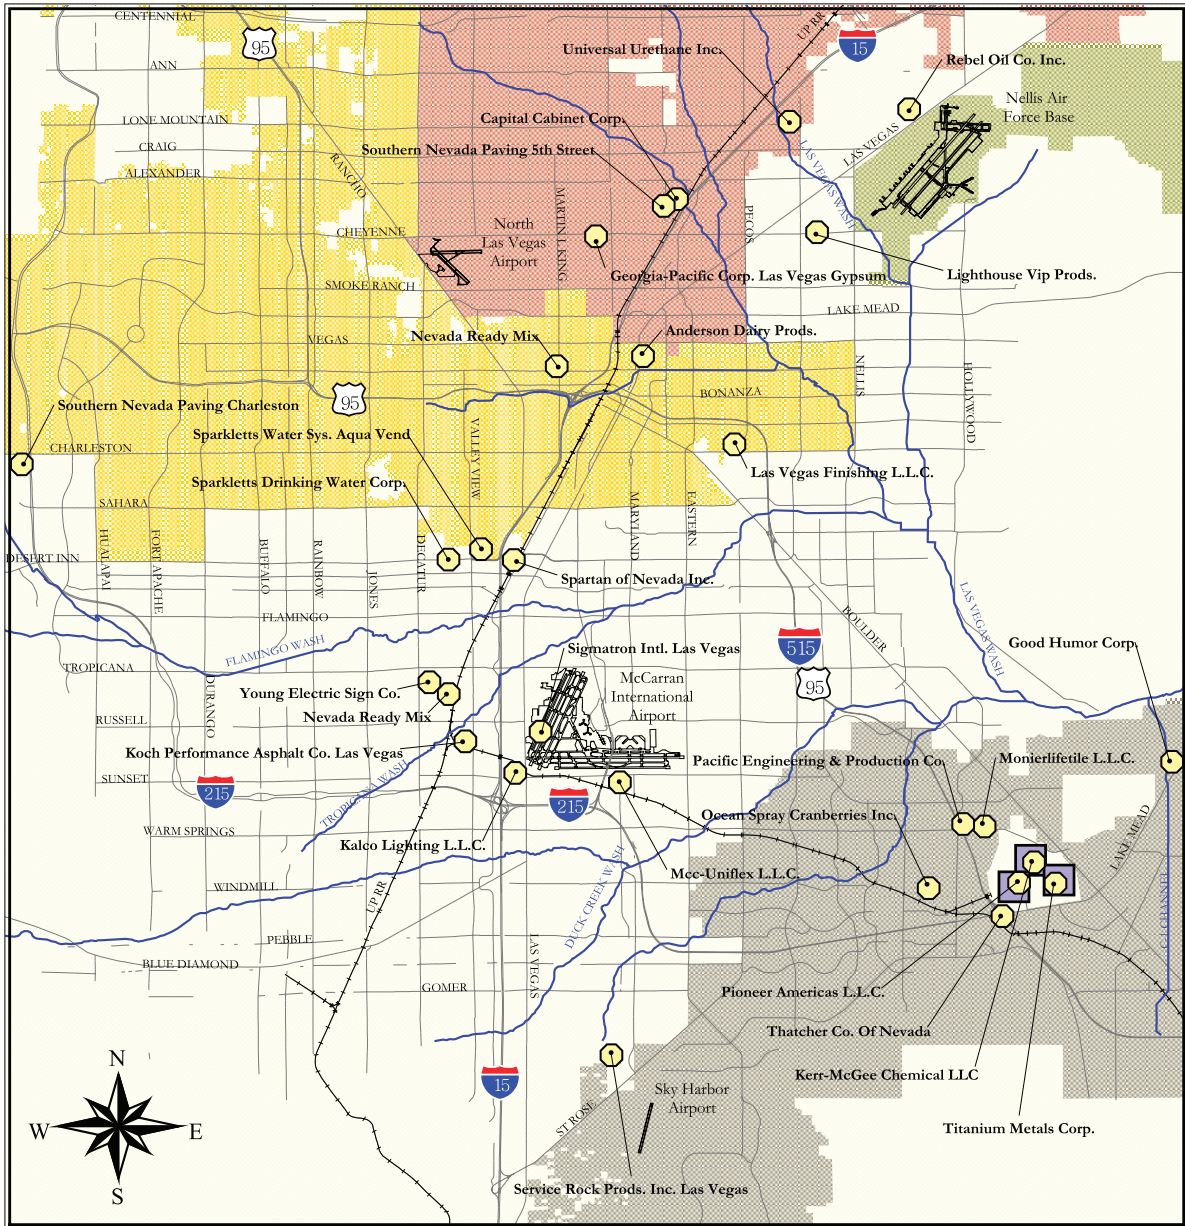 CENTENNIAL
UP RR
95
15
Universal Urethane Inc.
Rebel Oil Co. Inc.
ANN
Nellis Air
Force Base
LONE MOUNTAIN
Capital Cabinet Corp.
LAS VEGAS
CRAIG
Southern Nevada Paving 5th Street
ALEXANDER
RANCHO
LAS VEGAS WASH
MARTIN L KING
PECOS
North
Las Vegas
Airport
CHEYENNE
Georgia-Pacific Corp. Las Vegas Gypsum
Lighthouse Vip Prods.
SMOKE RANCH
LAKE MEAD
Anderson Dairy Prods.
Nevada Ready Mix
VEGAS
NELLIS
HOLLYWOOD
BONANZA
95
Southern Nevada Paving Charleston
Sparkletts Water Sys. Aqua Vend
CHARLESTON
VALLEY VIEW
Las Vegas Finishing L.L.C.
Sparkletts Drinking Water Corp.
SAHARA
MARYLAND
EASTERN
DESERT INN
HUALAPAI
FORT APACHE
BUFFALO
RAINBOW
JONES
DECATUR
Spartan of Nevada Inc.
LAS VEGAS WASH
FLAMINGO
BOULDER
FLAMINGO WASH
Sigmatron Intl. Las Vegas
515
Good Humor Corp.
TROPICANA
McCarran
International
Airport
95
DURANGO
Young Electric Sign Co.
Nevada Ready Mix
RUSSELL
Koch Performance Asphalt Co. Las Vegas
Pacific Engineering & Production Co.
Monierlifetile L.L.C.
SUNSET
TROPICANA WASH
215
215
Ocean Spray Cranberries Inc.
WARM SPRINGS
LAKE MEAD
Kalco Lighting L.L.C.
Mcc-Uniflex L.L.C.
WINDMILL
UP RR
DUCK CREEK WASH
PEBBLE
BLUE DIAMOND
LAS VEGAS
GOMER
Pioneer Americas L.L.C.
Thatcher Co. Of Nevada
Kerr-McGee Chemical LLC
15
Sky Harbor
Airport
ST ROSE
Titanium Metals Corp.
Service Rock Prods. Inc. Las Vegas
N
W
E
S